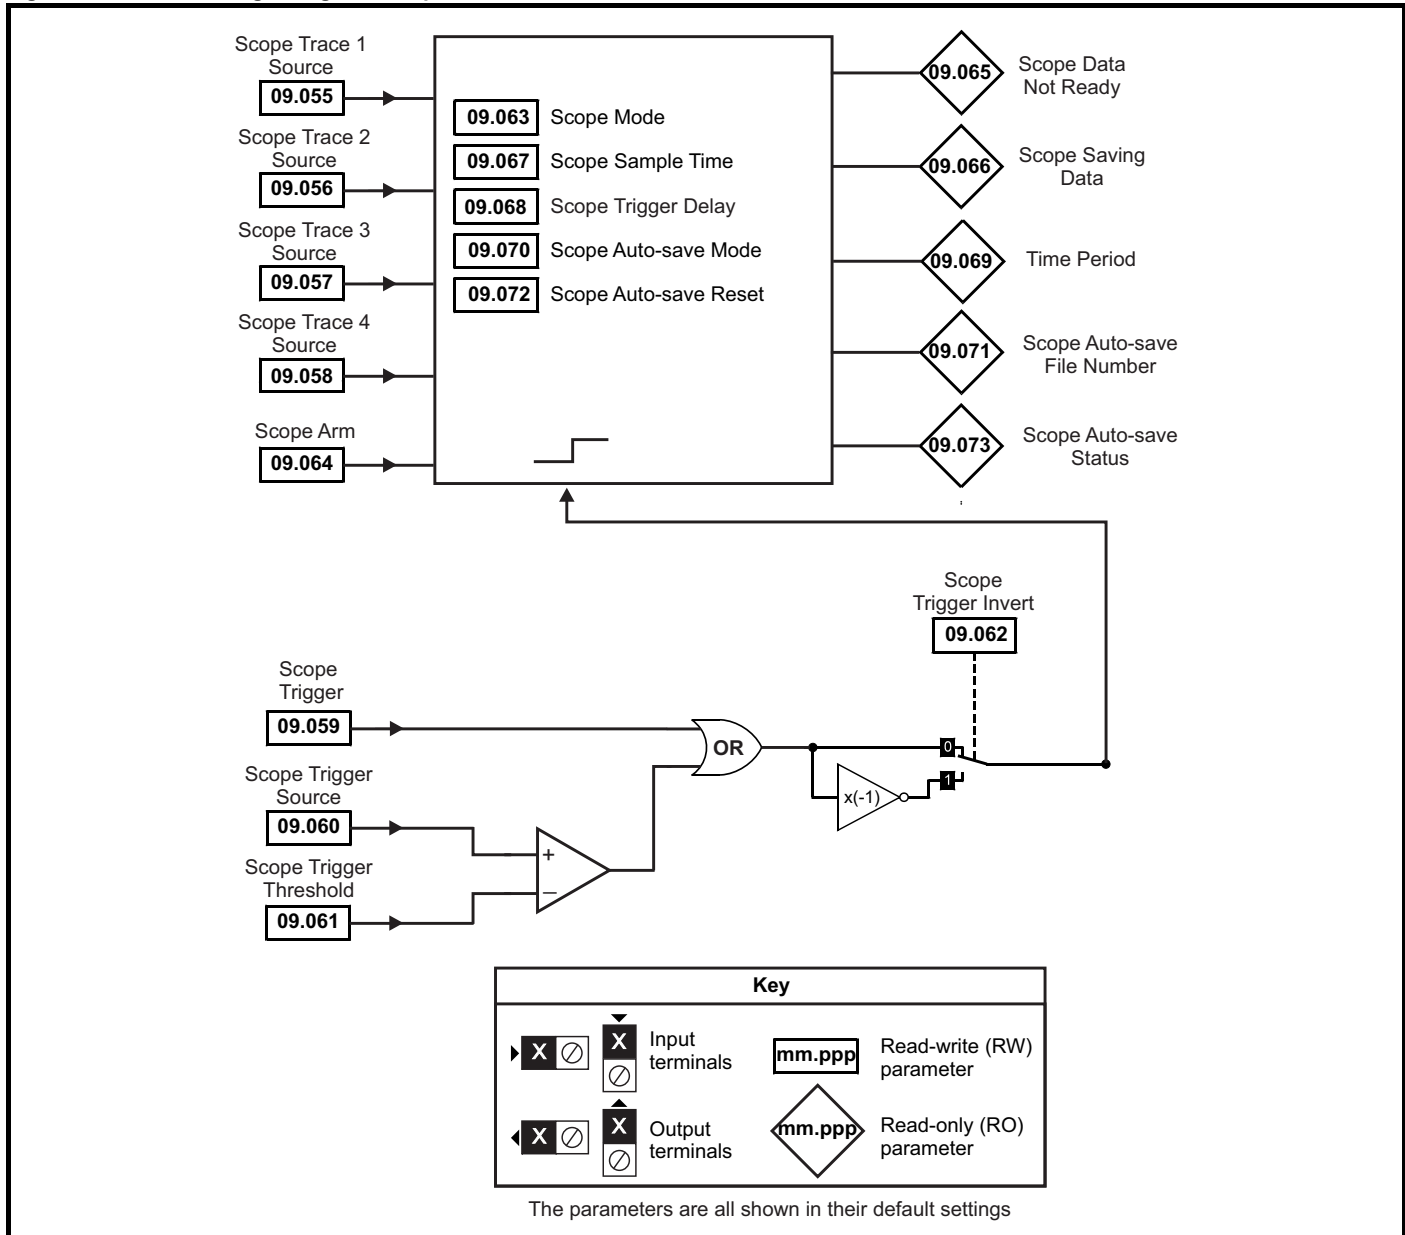 Scope Trace 1
Source
09.055
Scope Trace 2
Source
09.056
Scope Trace 3
Source
09.057
Scope Trace 4
Source
09.058
Scope Arm
09.064
09.063 Scope Mode
09.067 Scope Sample Time
09.068 Scope Trigger Delay
09.070 Scope Auto-save Mode
09.072 Scope Auto-save Reset
09.065 Scope Data
Not Ready
09.066 Scope Saving
Data
09.069 Time Period
09.071 Scope Auto-save
File Number
09.073 Scope Auto-save
Status
Scope
Trigger Invert
09.062
Scope
Trigger
09.059
Scope Trigger
Source
09.060
Scope Trigger
Threshold
09.061
+
–
OR
x(-1)
0
1
Key
X
X
Input
terminals
mm.ppp
Read-write (RW)
parameter
X
X
Output
terminals
mm.ppp
Read-only (RO)
parameter
The parameters are all shown in their default settings